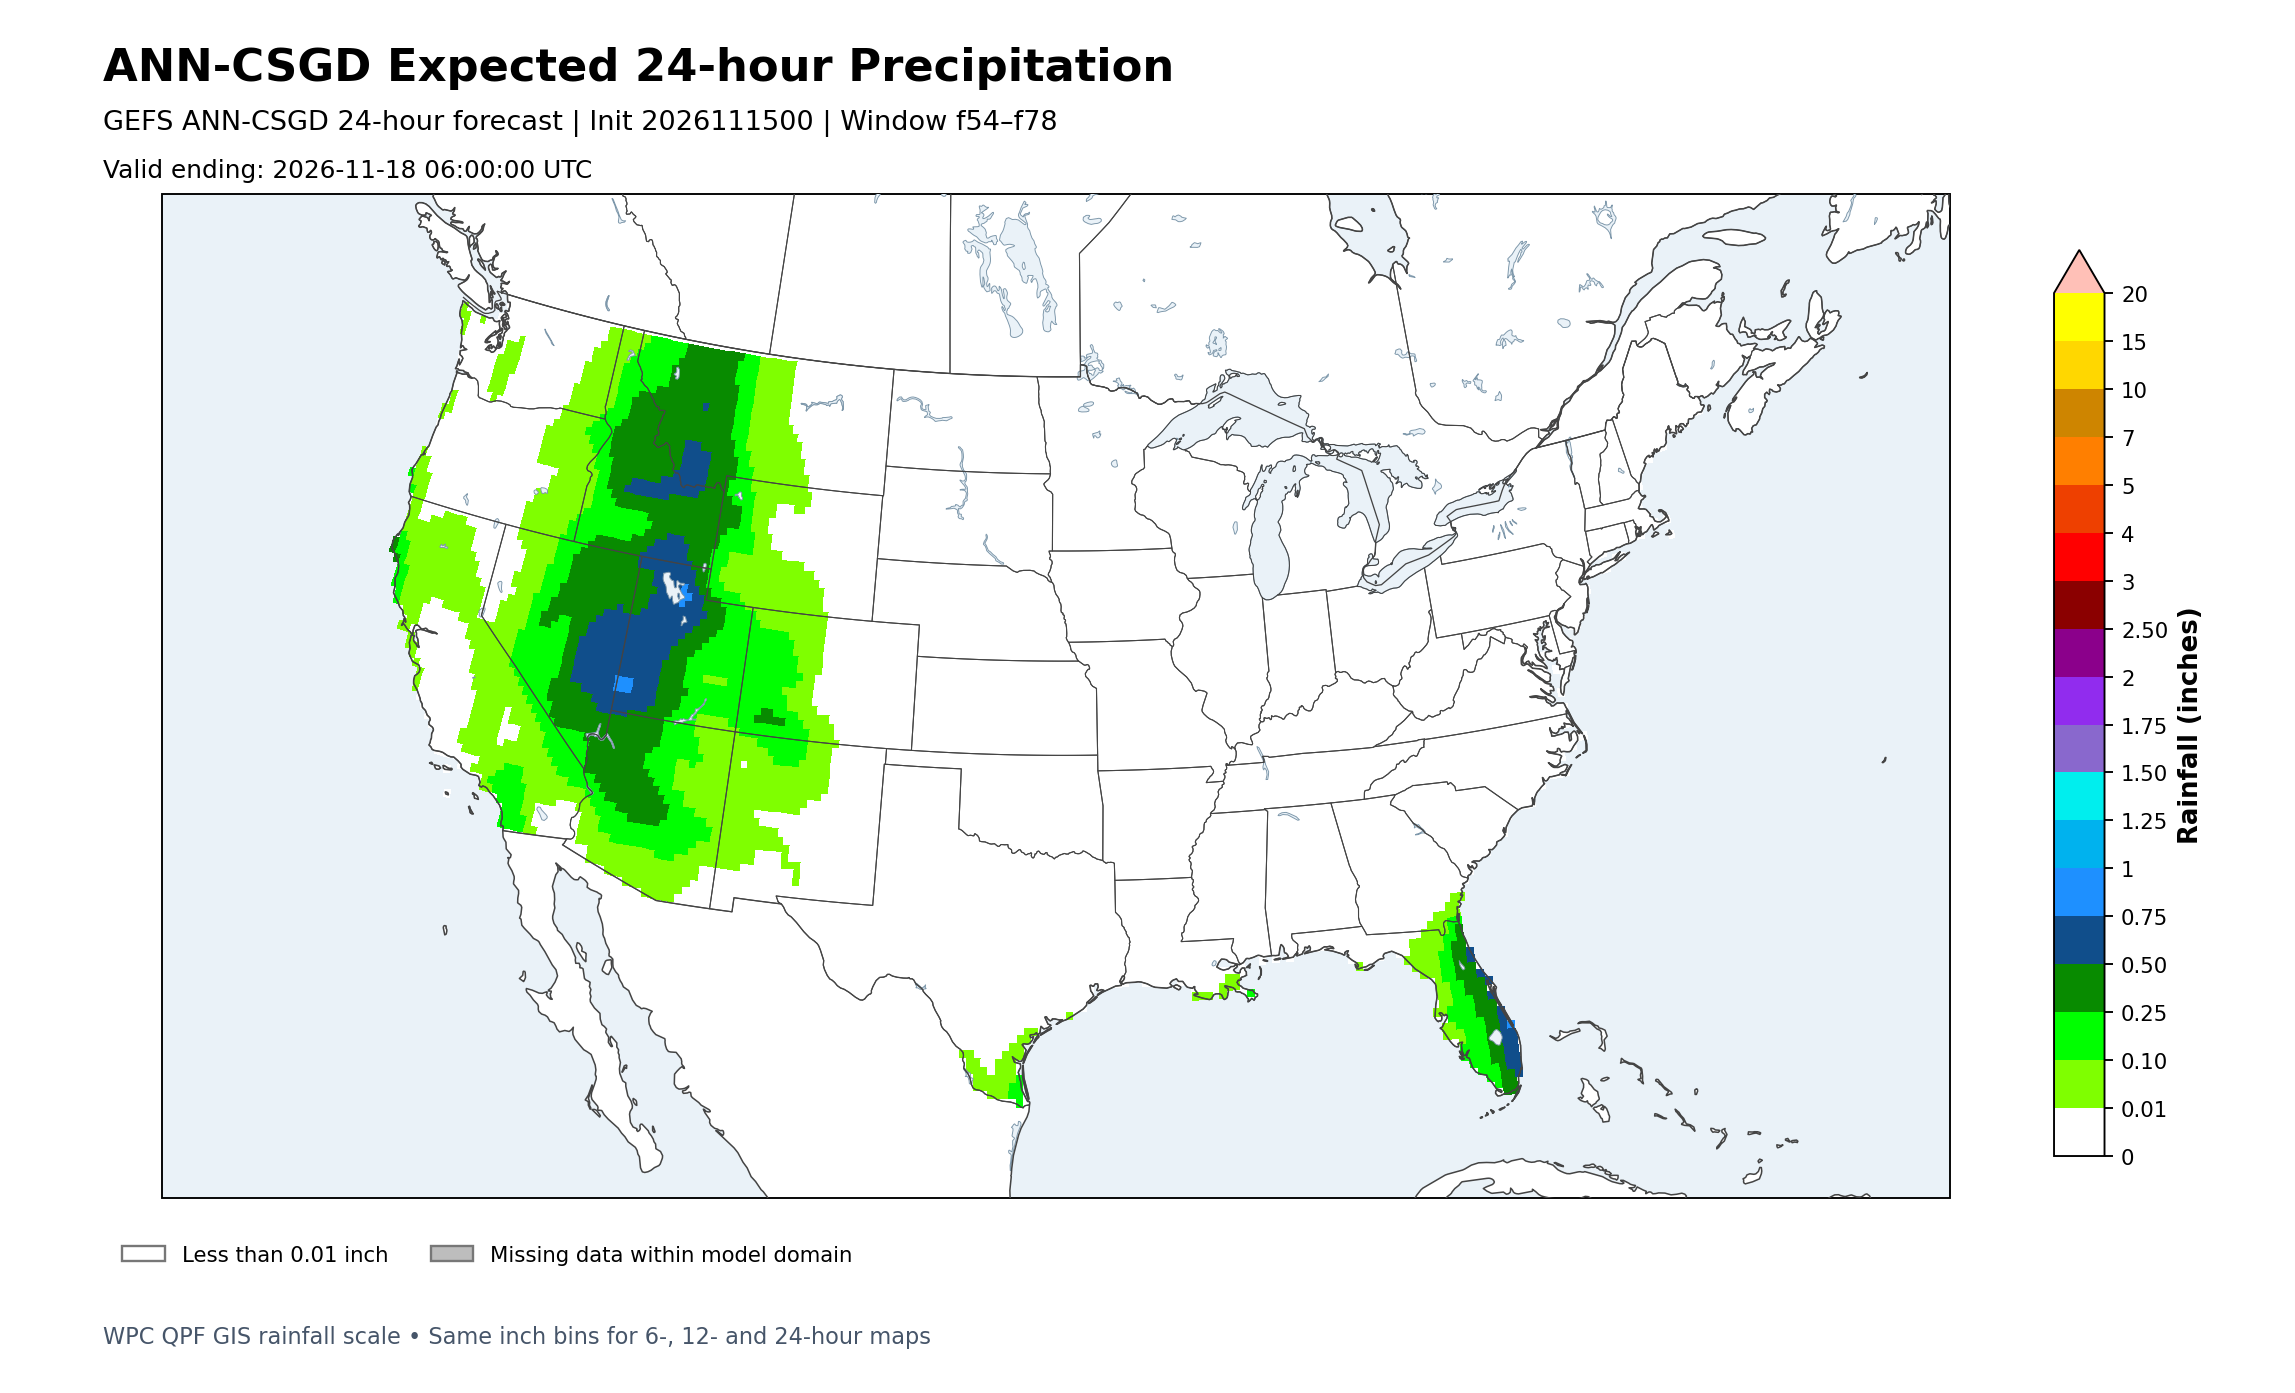 ANN-CSGD Expected 24-hour Precipitation
GEFS ANN-CSGD 24-hour forecast | Init 2026111500 | Window f54–f78
Valid ending: 2026-11-18 06:00:00 UTC
20
15
10
7
5
4
3
2.50
2
1.75
1.50
1.25
1
0.75
0.50
0.25
0.10
0.01
0
Rainfall (inches)
Less than 0.01 inch
Missing data within model domain
WPC QPF GIS rainfall scale • Same inch bins for 6-, 12- and 24-hour maps